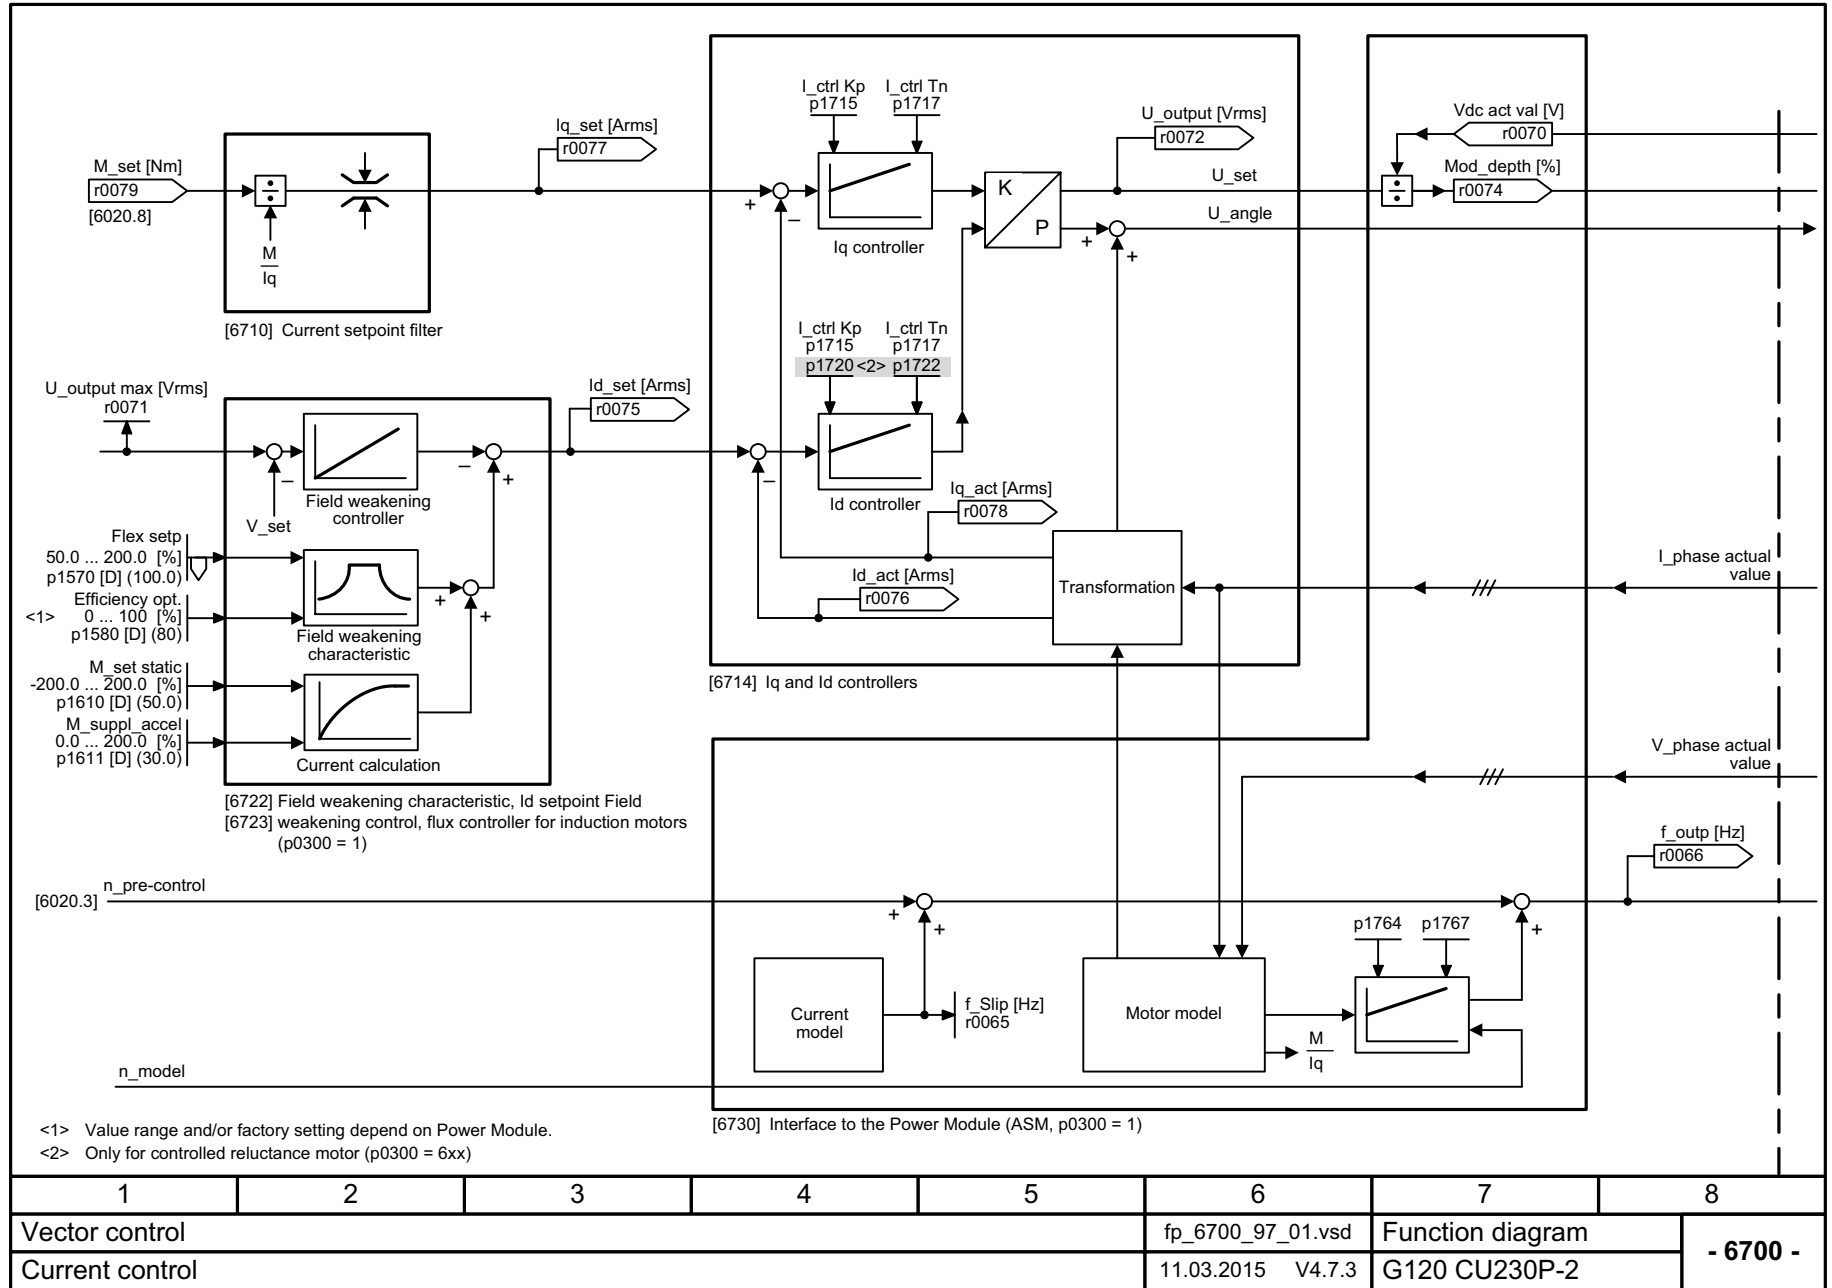 I_ctrl Kp
p1715
I_ctrl Tn
p1717
U_output [Vrms]
r0072
Vdc act val [V]
r0070
Mod_depth [%]
r0074
Iq_set [Arms]
r0077
M_set [Nm]
r0079
[6020.8]
÷
M
Iq
[6710] Current setpoint filter
+
–
Iq controller
K
P
U_set
÷
U_angle
+
+
I_ctrl Kp
p1715
p1720
<2>
I_ctrl Tn
p1717
p1722
U_output max [Vrms]
r0071
Id_set [Arms]
r0075
–
V_set
Field weakening
controller
–
+
–
Id controller
Iq_act [Arms]
r0078
Id_act [Arms]
r0076
Transformation
I_phase actual
value
Flex setp
50.0 ... 200.0 [%]
p1570 [D] (100.0)
Efficiency opt.
<1> 0 ... 100 [%]
p1580 [D] (80)
Field weakening
characteristic
+
+
M_set static
-200.0 ... 200.0 [%]
p1610 [D] (50.0)
M_suppl_accel
0.0 ... 200.0 [%]
p1611 [D] (30.0)
Current calculation
[6714] Iq and Id controllers
[6722] Field weakening characteristic, Id setpoint Field
[6723] weakening control, flux controller for induction motors
(p0300 = 1)
V_phase actual
value
f_outp [Hz]
r0066
n_pre-control
[6020.3]
+
+
+
p1764
p1767
Current
model
f_Slip [Hz]
r0065
Motor model
M
Iq
n_model
[6730] Interface to the Power Module (ASM, p0300 = 1)
<1> Value range and/or factory setting depend on Power Module.
<2> Only for controlled reluctance motor (p0300 = 6xx)
1 2 3 4 5 6 7 8
Vector control
fp_6700_97_01.vsd
Function diagram
- 6700 -
Current control
11.03.2015 V4.7.3
G120 CU230P-2